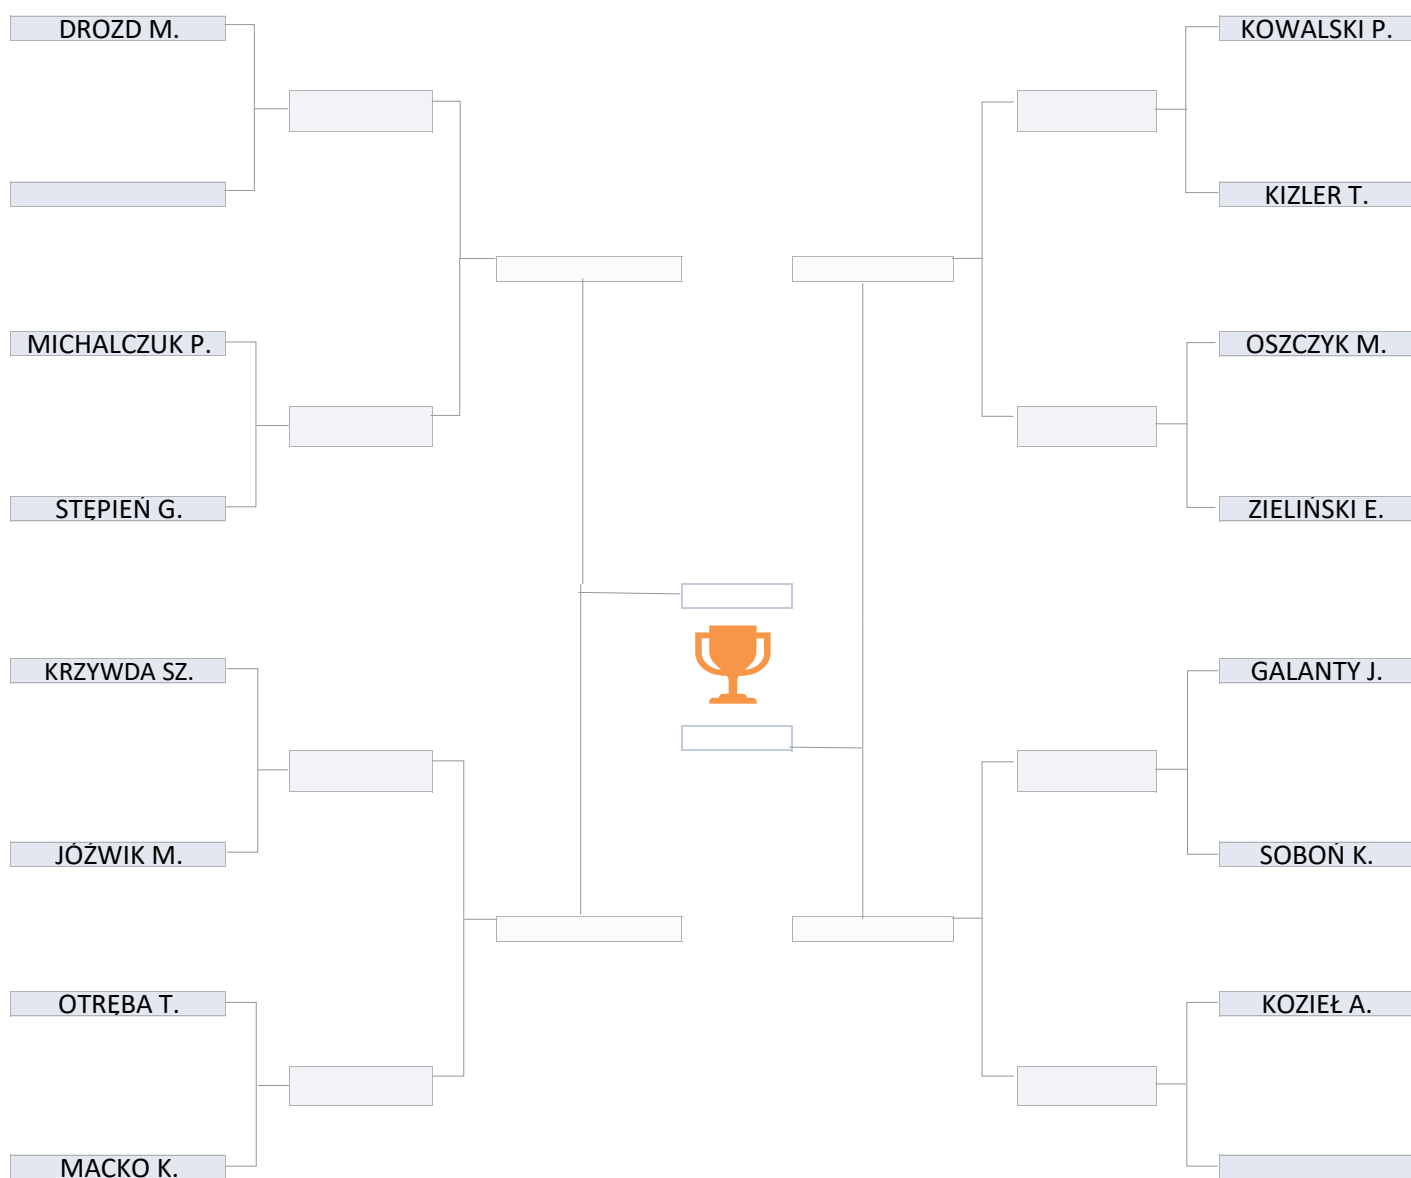 DROZD M.
KOWALSKI P.
KIZLER T.
MICHALCZUK P.
OSZCZYK M.
STĘPIEŃ G.
ZIELIŃSKI E.
KRZYWDA SZ.
GALANTY J.
JÓŹWIK M.
SOBOŃ K.
OTRĘBA T.
KOZIEŁ A.
MACKO K.